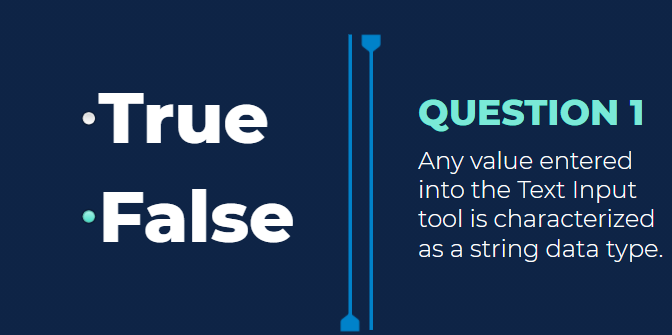 •True
•False
QUESTION 1
Any value entered
into the Text Input
tool is characterized
as a string data type.